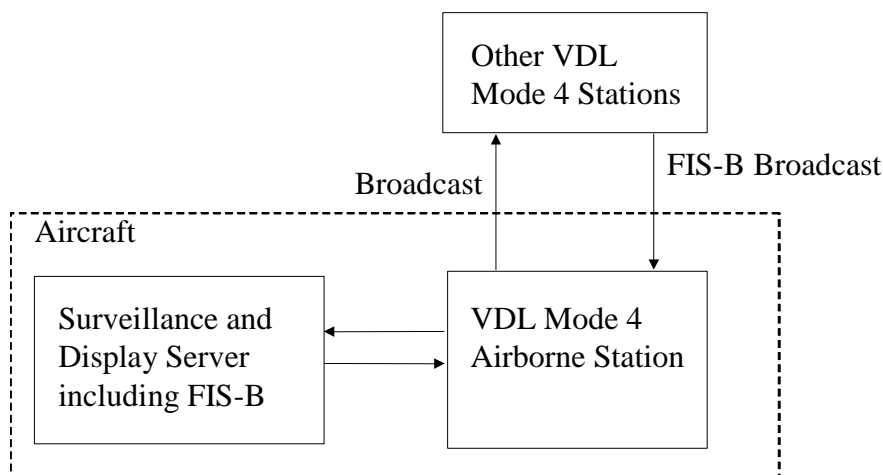 Other VDL
Mode 4 Stations
Broadcast
FIS-B Broadcast
Aircraft
Surveillance and
Display Server
including FIS-B
VDL Mode 4
Airborne Station